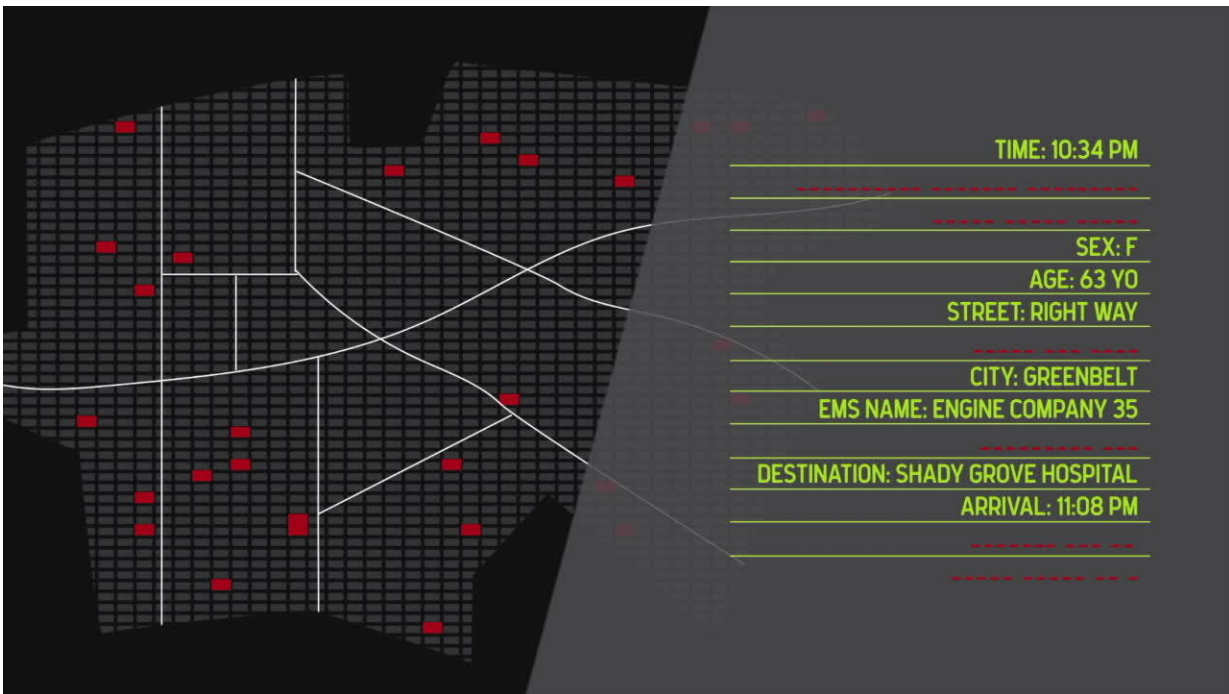 TIME: 10:34 PM
SEX: F
AGE: 63 YO
STREET: RIGHT WAY
CITY: GREENBELT
EMS NAME: ENGINE COMPANY 35
DESTINATION: SHADY GROVE HOSPITAL
ARRIVAL: 11:08 PM